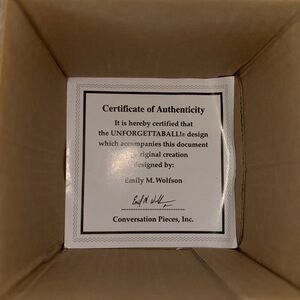 Certificate of Authenticity
It is hereby certified that
the UNFORGETTABALL® design
which accompanies this document
original creation
designed by:
Emily M. Wolfson
Conversation Pieces, Inc.